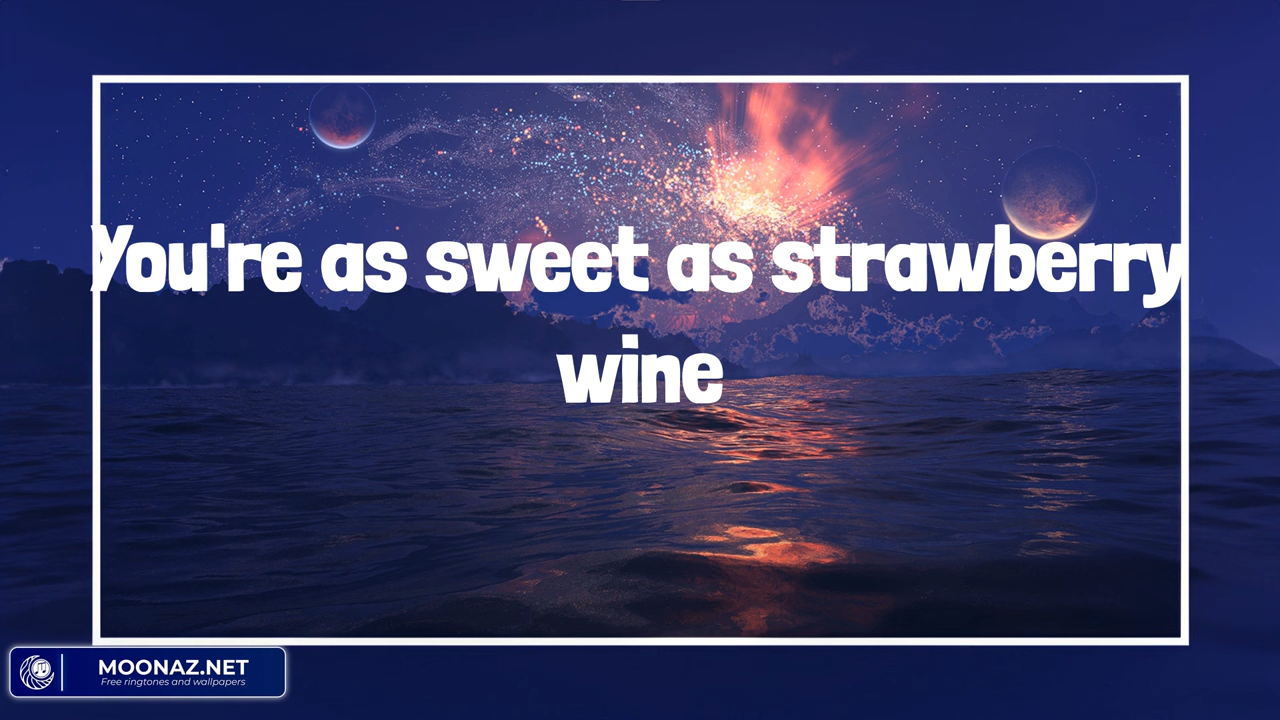 You're as sweet as strawberry
wine
MOONAZ.NET
Free ringtones and wallpapers